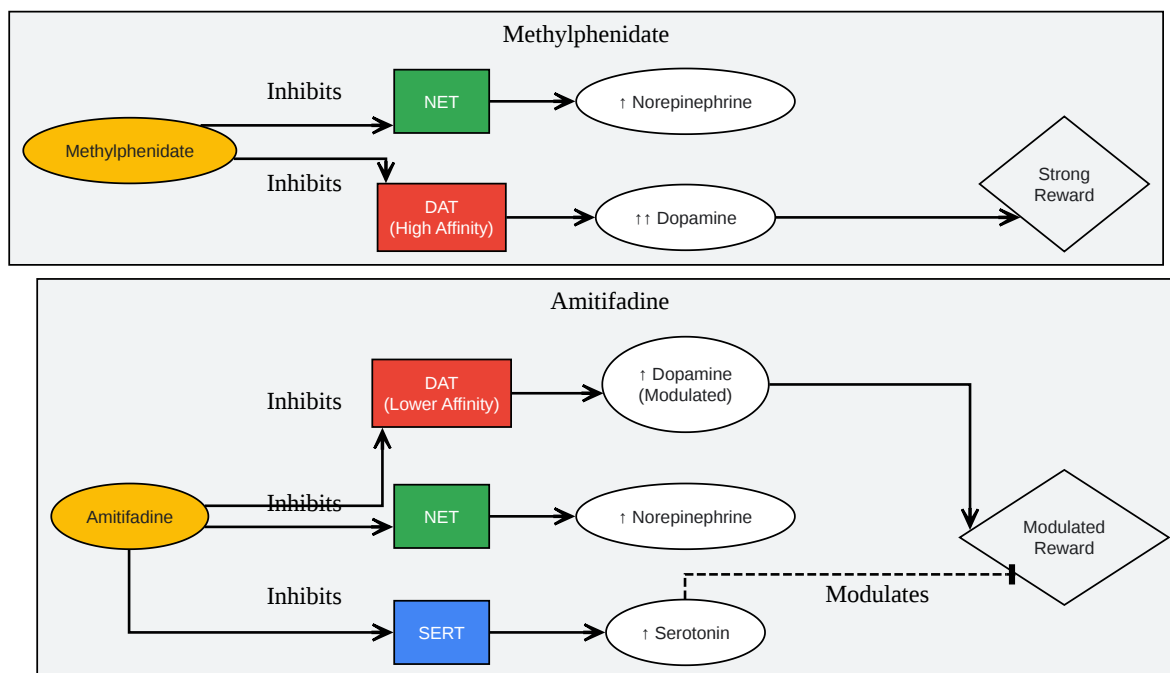 Methylphenidate
Inhibits
NET
↑ Norepinephrine
Methylphenidate
Inhibits
DAT
(High Affinity)
↑↑ Dopamine
Strong
Reward
Amitifadine
Inhibits
DAT
(Lower Affinity)
↑ Dopamine
(Modulated)
Amitifadine
Inhibits
NET
↑ Norepinephrine
Modulated
Reward
Inhibits
SERT
↑ Serotonin
Modulates